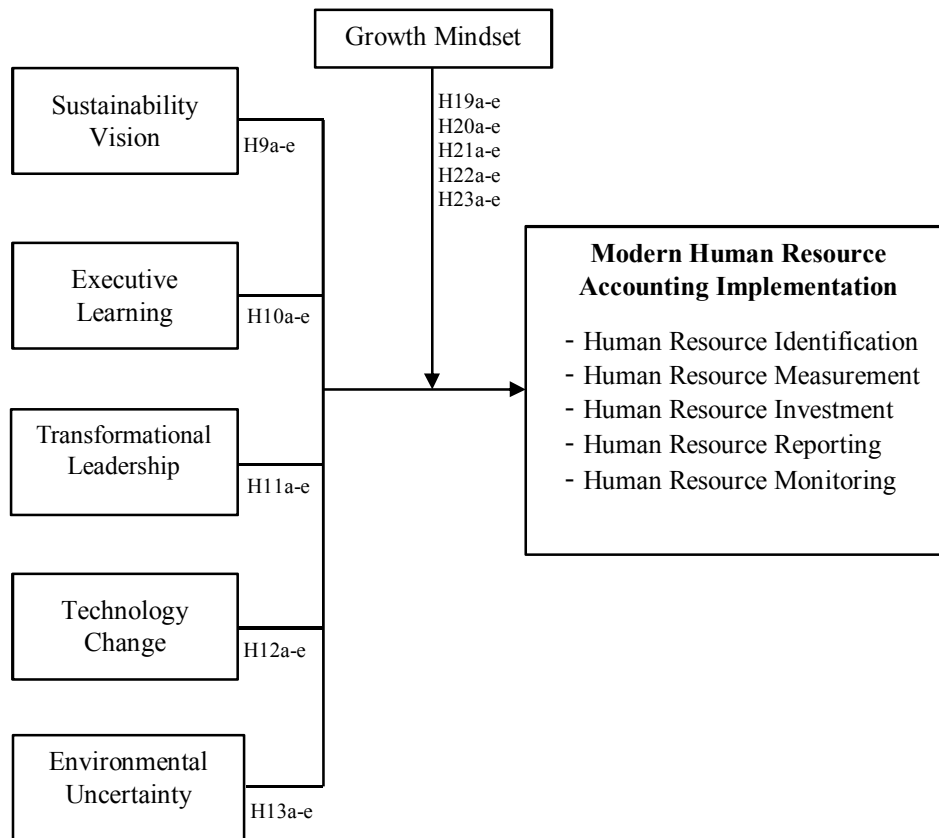 Growth Mindset
H19a-e
H20a-e
H21a-e
H22a-e
H23a-e
Sustainability
Vision
H9a-e
Executive
Learning
H10a-e
Transformational
Leadership
H11a-e
Technology
Change
H12a-e
Environmental
Uncertainty
H13a-e
Modern Human Resource
Accounting Implementation
- Human Resource Identification
- Human Resource Measurement
- Human Resource Investment
- Human Resource Reporting
- Human Resource Monitoring